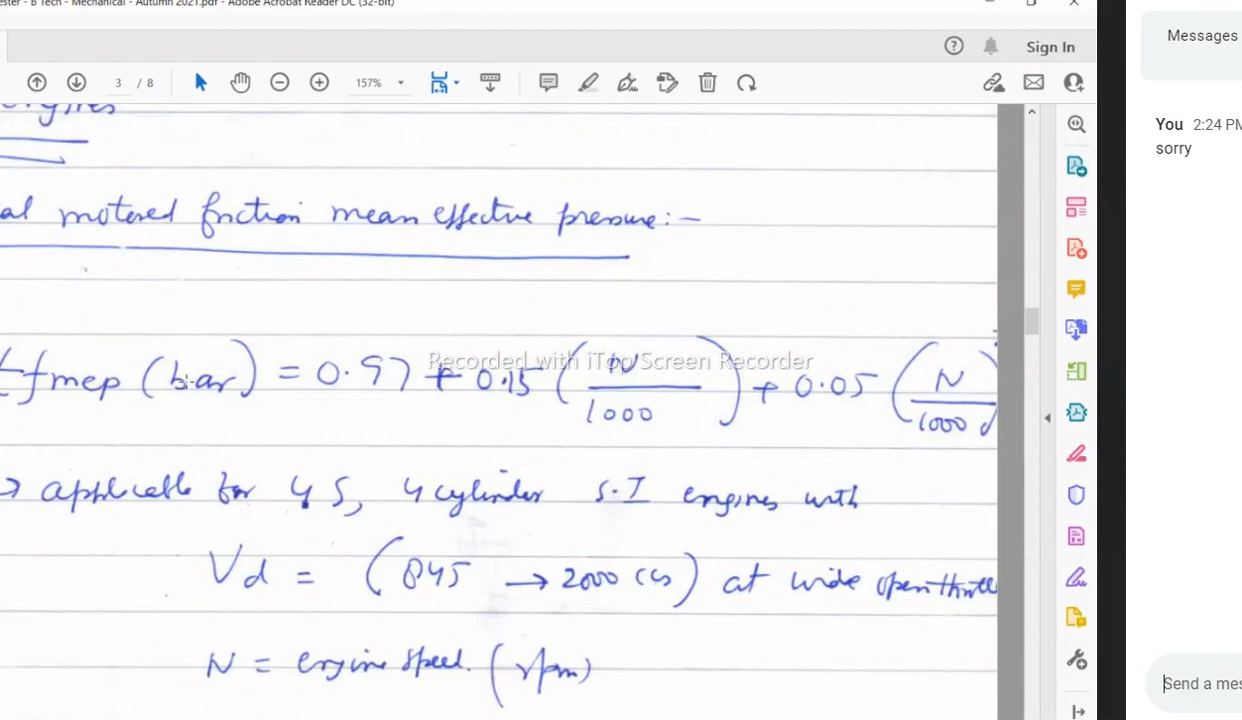 ester - B Tech - Mechanical - Autumn 2021.pdf - Adobe Acrobat Reader DC (32-bit)
Sign In
Messages
3 / 8
157%
You 2:24 PM
sorry
al motored friction mean effective pressure:-
tfmep (bar) = 0.97 + 0.15 (N/1000) + 0.05 (N/1000)
Recorded with iTop Screen Recorder
→ applicable for 4 S, 4 cylinder S.I engines with
Vd = (845 → 2000 ccs) at wide open throttle
N = engine speed. (rpm)
Send a mes